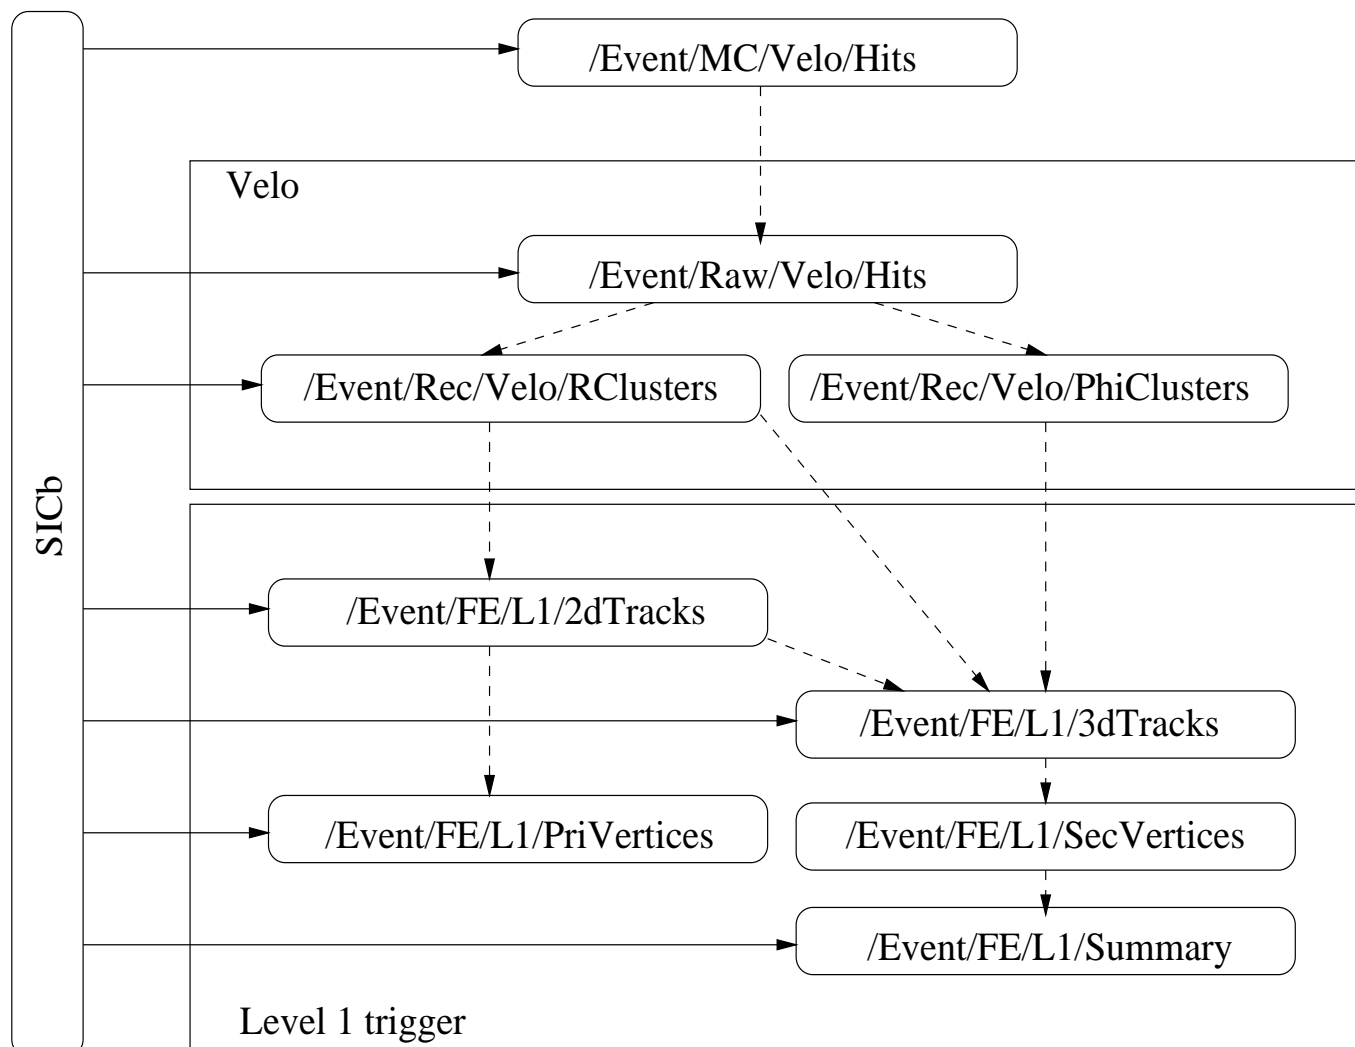 /Event/MC/Velo/Hits
Velo
/Event/Raw/Velo/Hits
/Event/Rec/Velo/RClusters
/Event/Rec/Velo/PhiClusters
SICb
/Event/FE/L1/2dTracks
/Event/FE/L1/3dTracks
/Event/FE/L1/PriVertices
/Event/FE/L1/SecVertices
/Event/FE/L1/Summary
Level 1 trigger